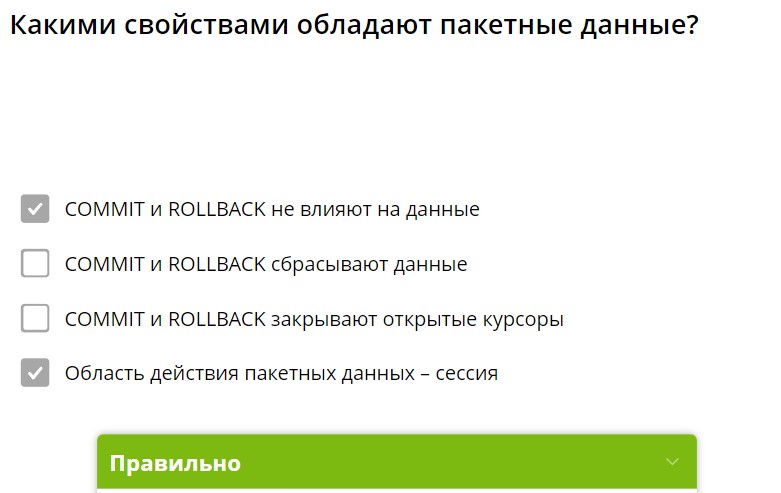 Какими свойствами обладают пакетные данные?
COMMIT и ROLLBACK не влияют на данные
COMMIT и ROLLBACK сбрасывают данные
COMMIT и ROLLBACK закрывают открытые курсоры
Область действия пакетных данных – сессия
Правильно